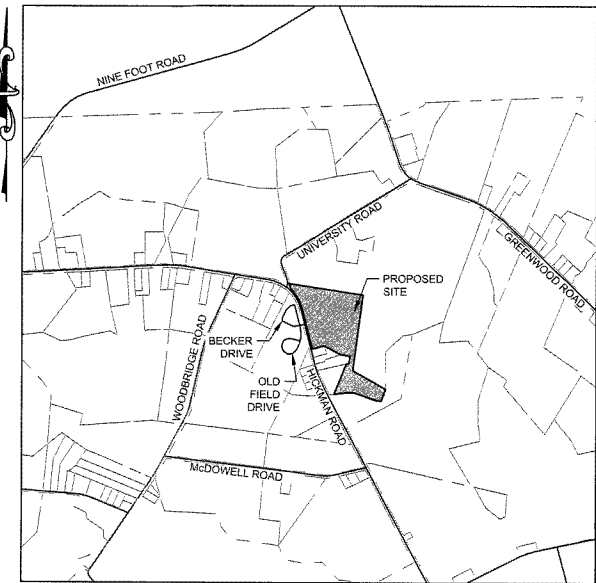 NINE FOOT ROAD
UNIVERSITY ROAD
GREENWOOD ROAD
PROPOSED
SITE
WOODBRIDGE ROAD
BECKER
DRIVE
OLD
FIELD
DRIVE
HICKMAN ROAD
McDOWELL ROAD